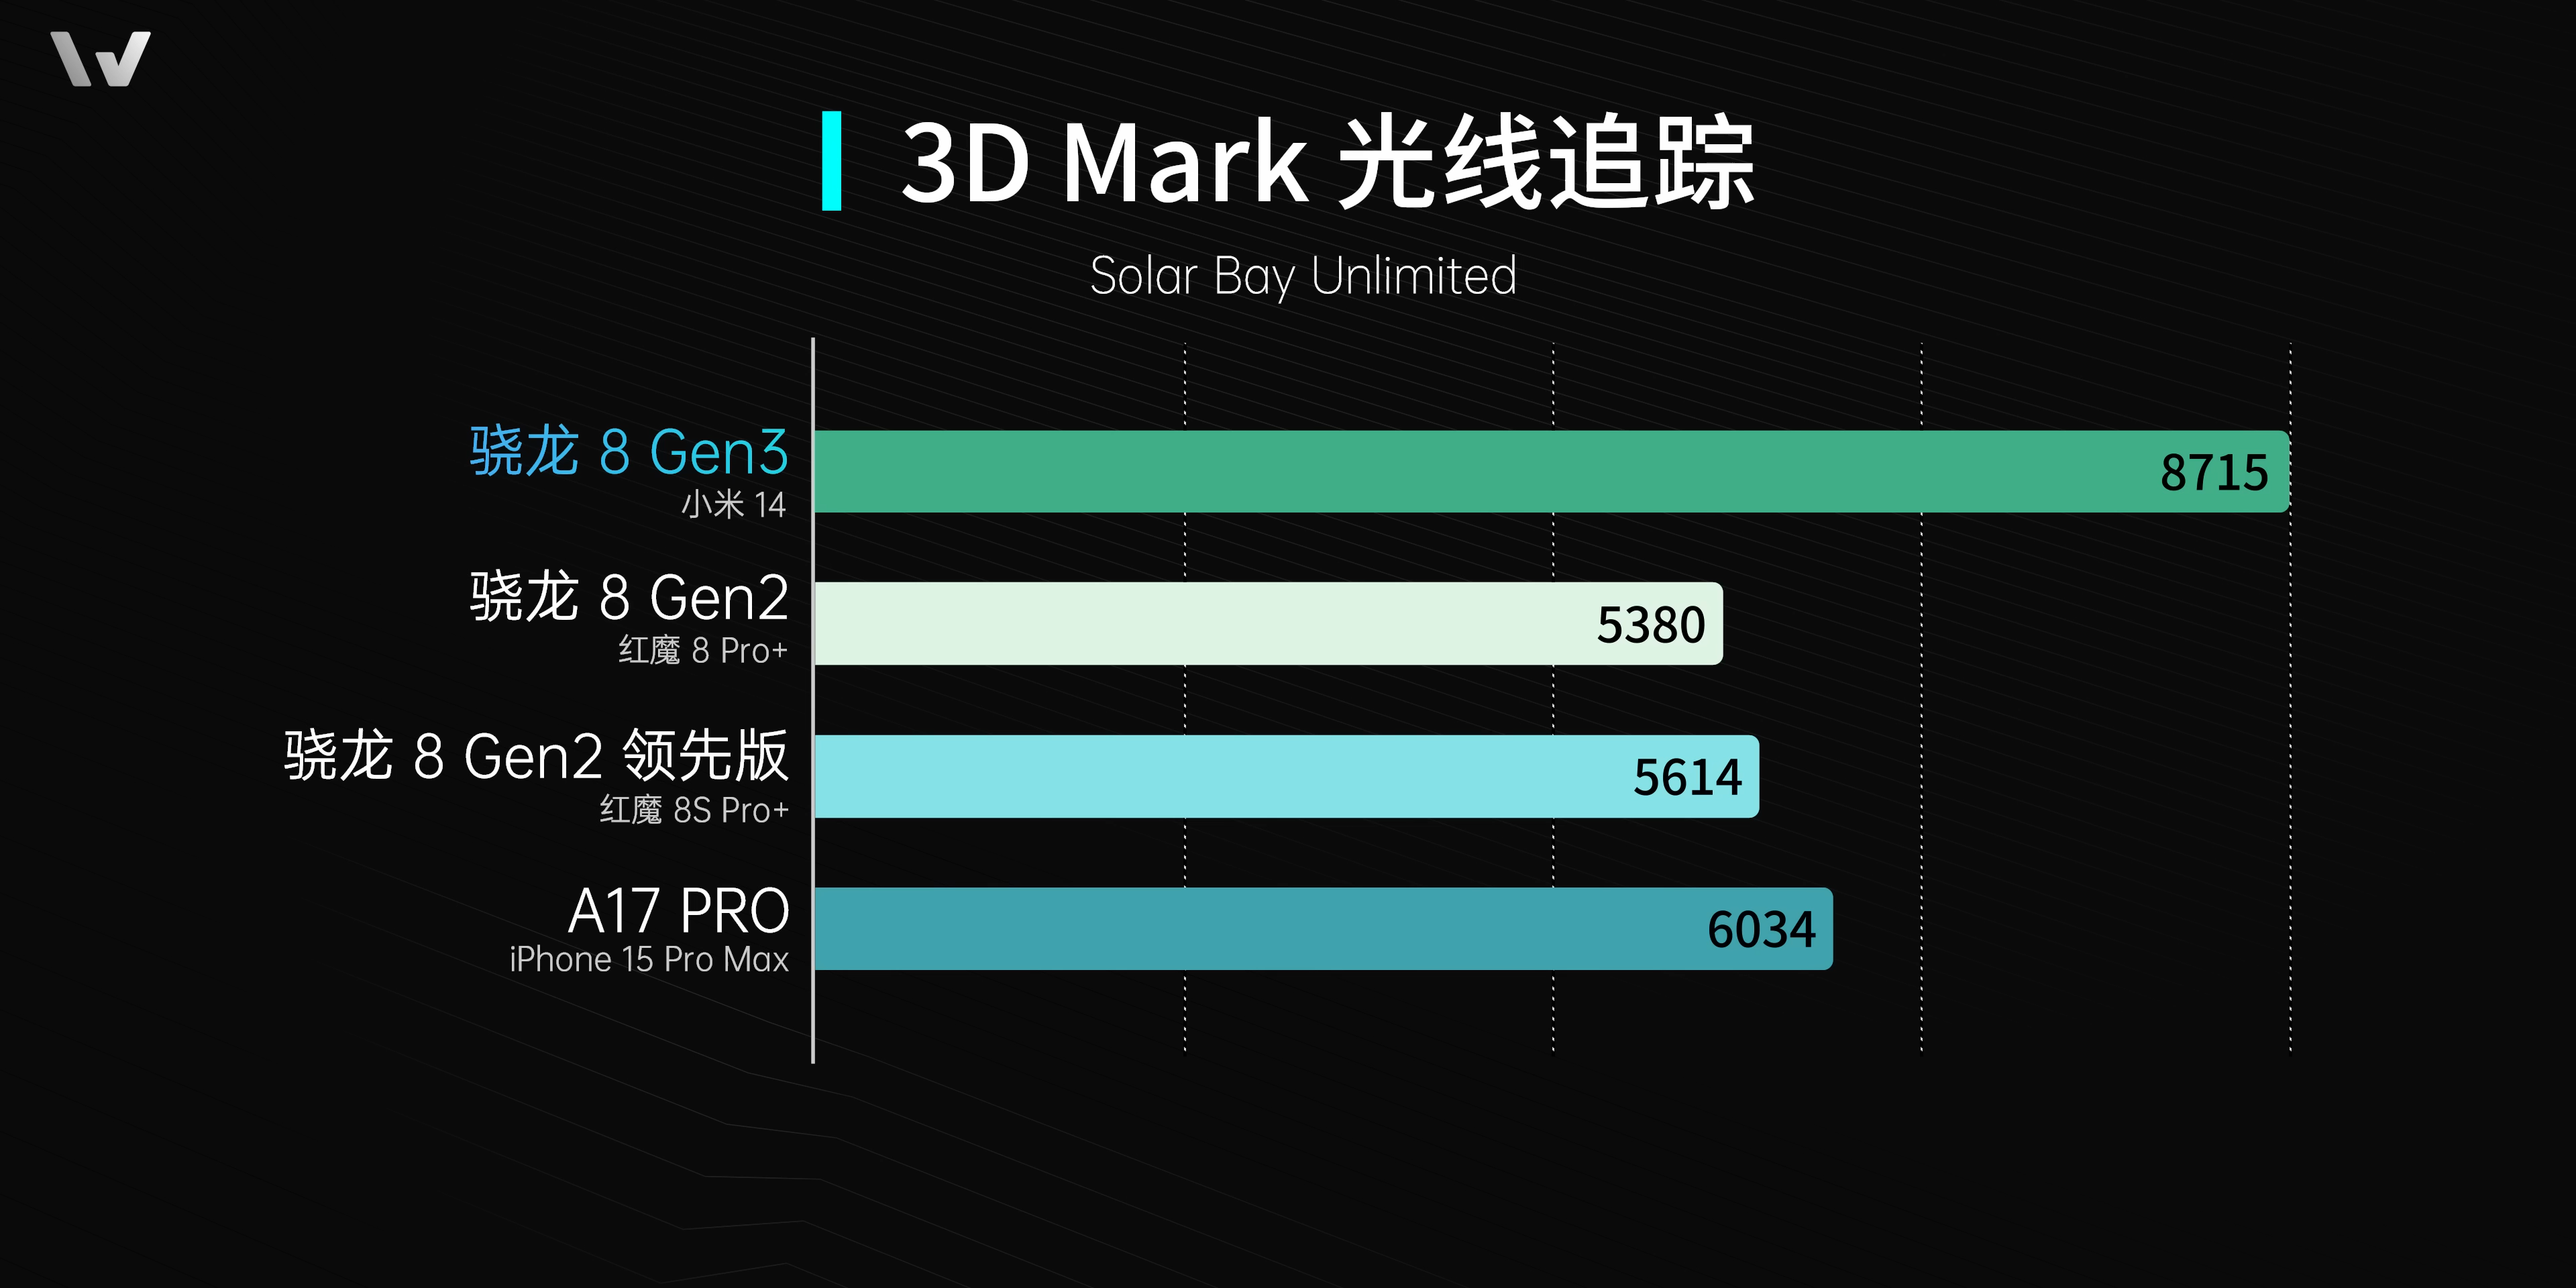 3D Mark 光线追踪
Solar Bay Unlimited
骁龙 8 Gen3
小米 14
8715
骁龙 8 Gen2
红魔 8 Pro+
5380
骁龙 8 Gen2 领先版
红魔 8S Pro+
5614
A17 PRO
iPhone 15 Pro Max
6034